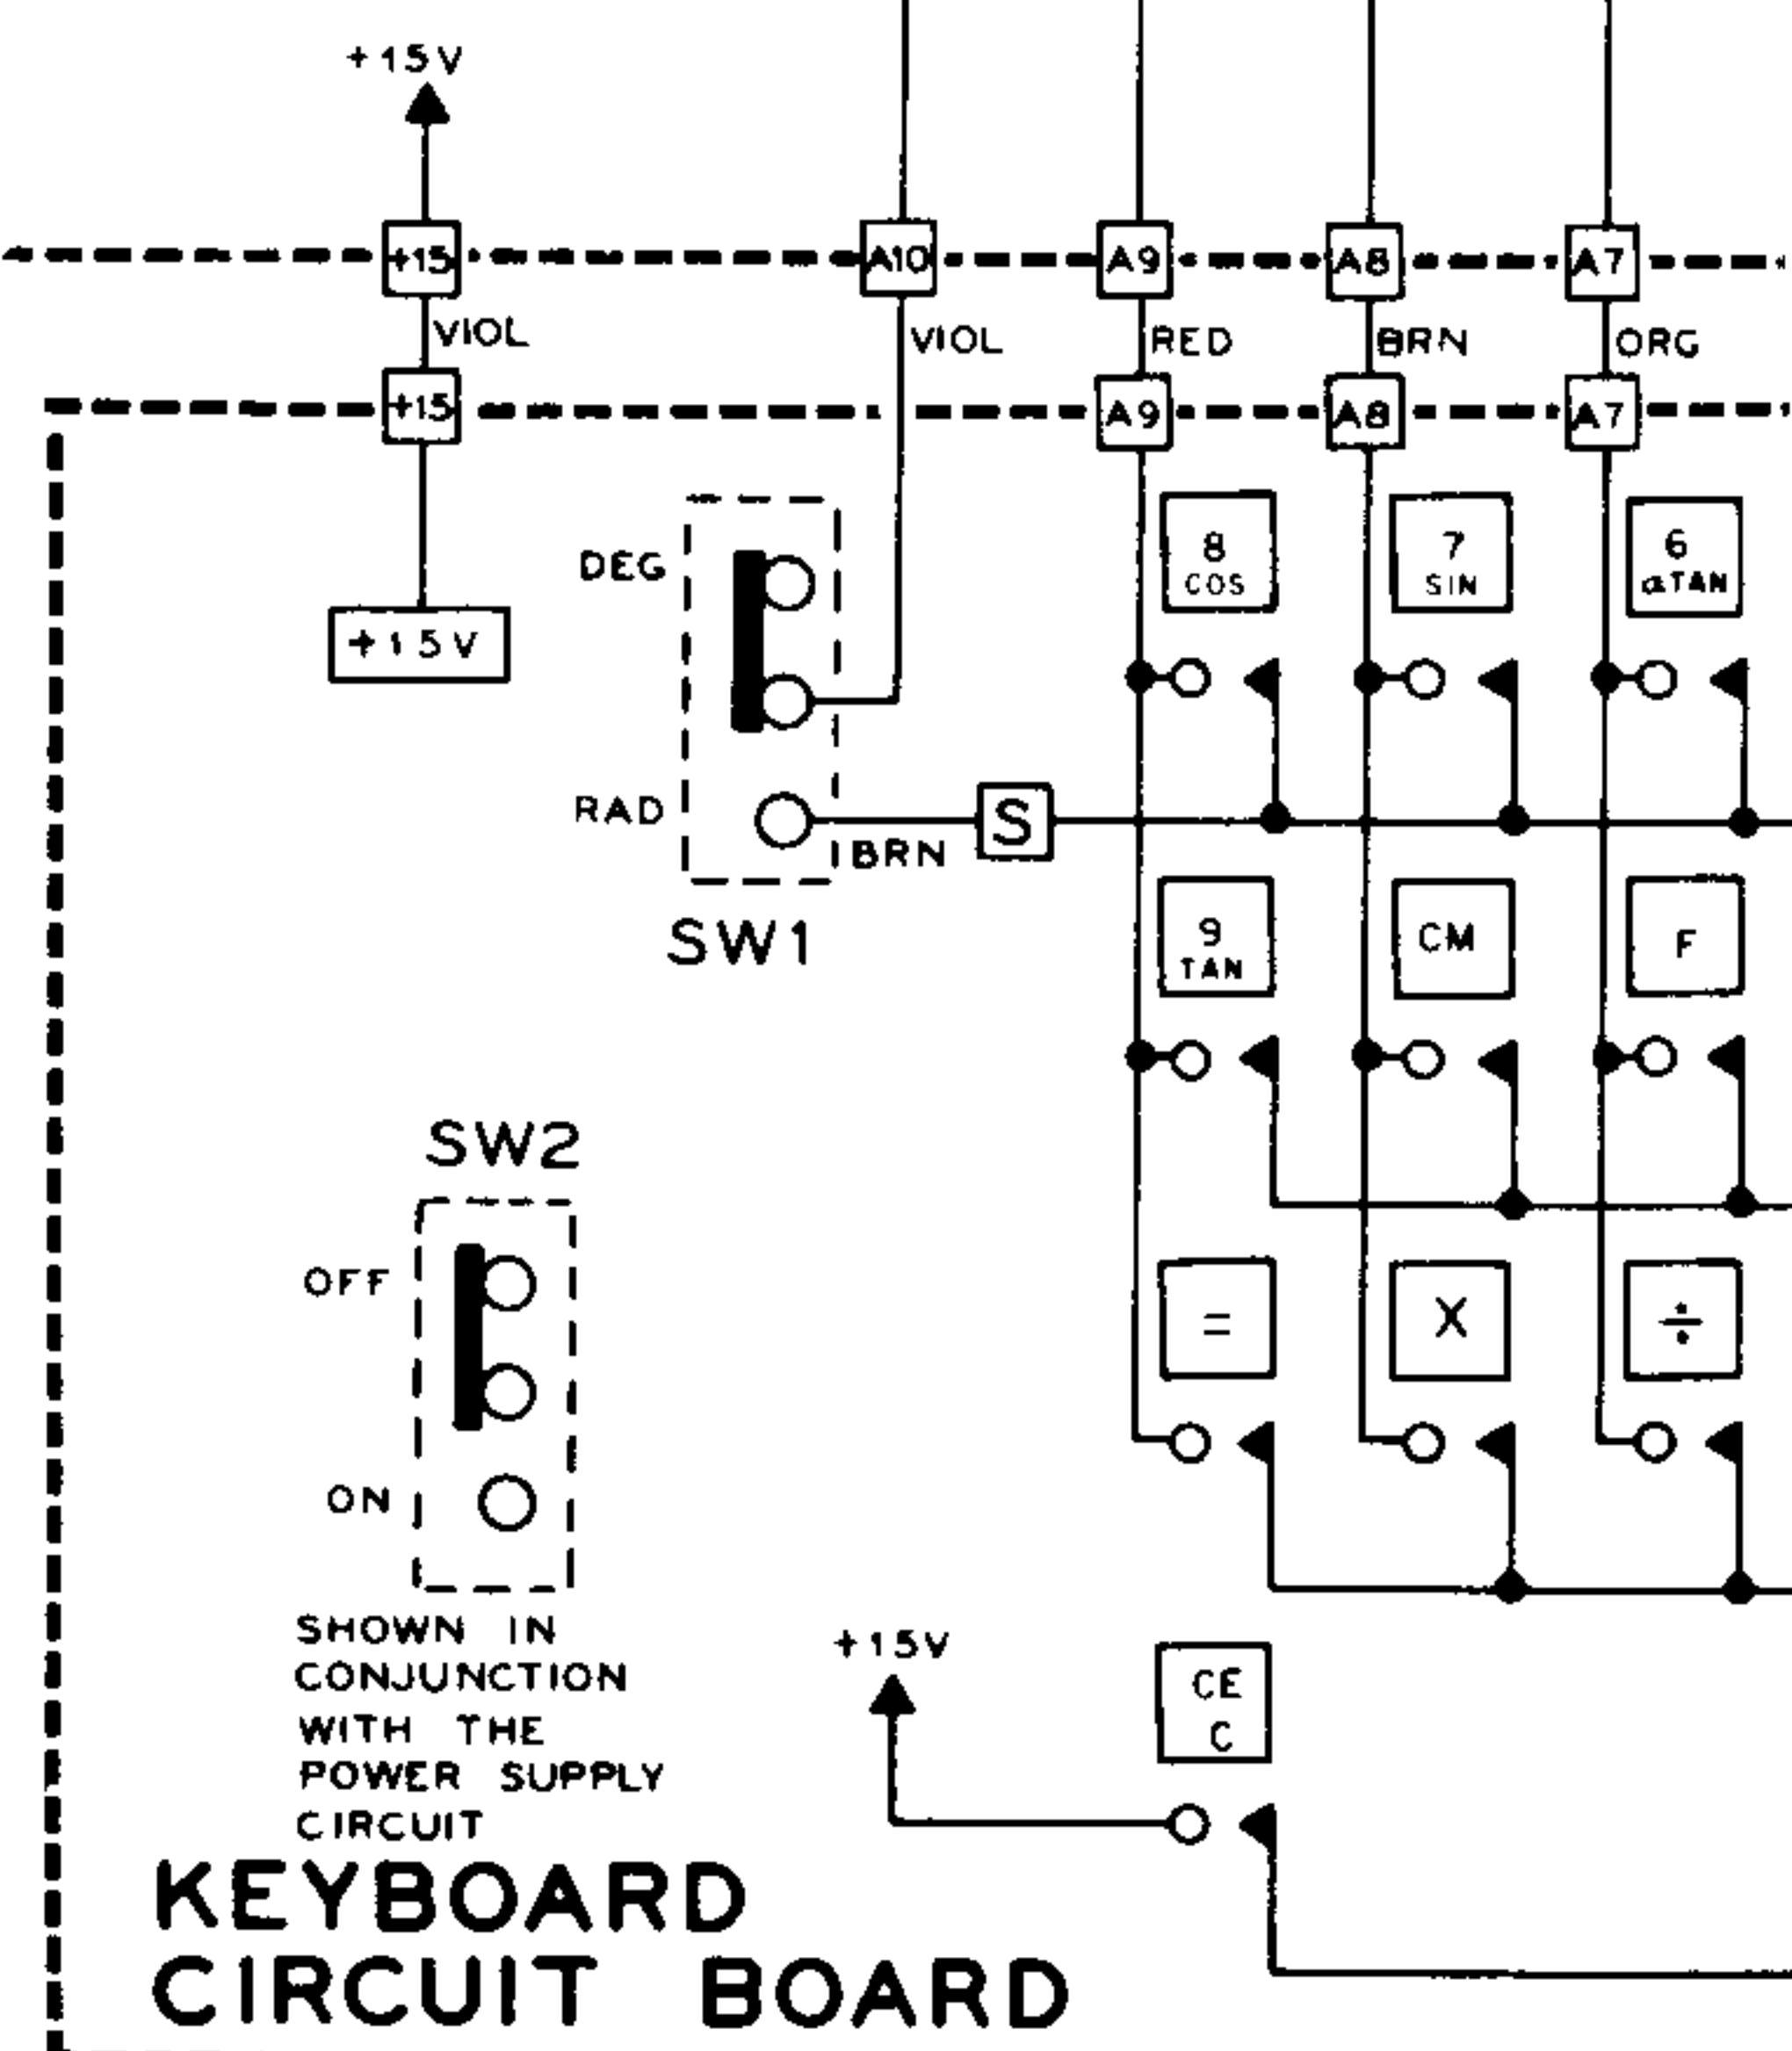 +15V
+15 A10 A9 A8 A7
VIOL VIOL RED BRN ORG
+15 A9 A8 A7
DEG
8
COS
7
SIN
6
aTAN
+15V
RAD
BRN
S
SW1
9
TAN
CM
F
SW2
OFF
=
X
÷
ON
SHOWN IN
CONJUNCTION
WITH THE
POWER SUPPLY
CIRCUIT
+15V
CE
C
KEYBOARD
CIRCUIT BOARD